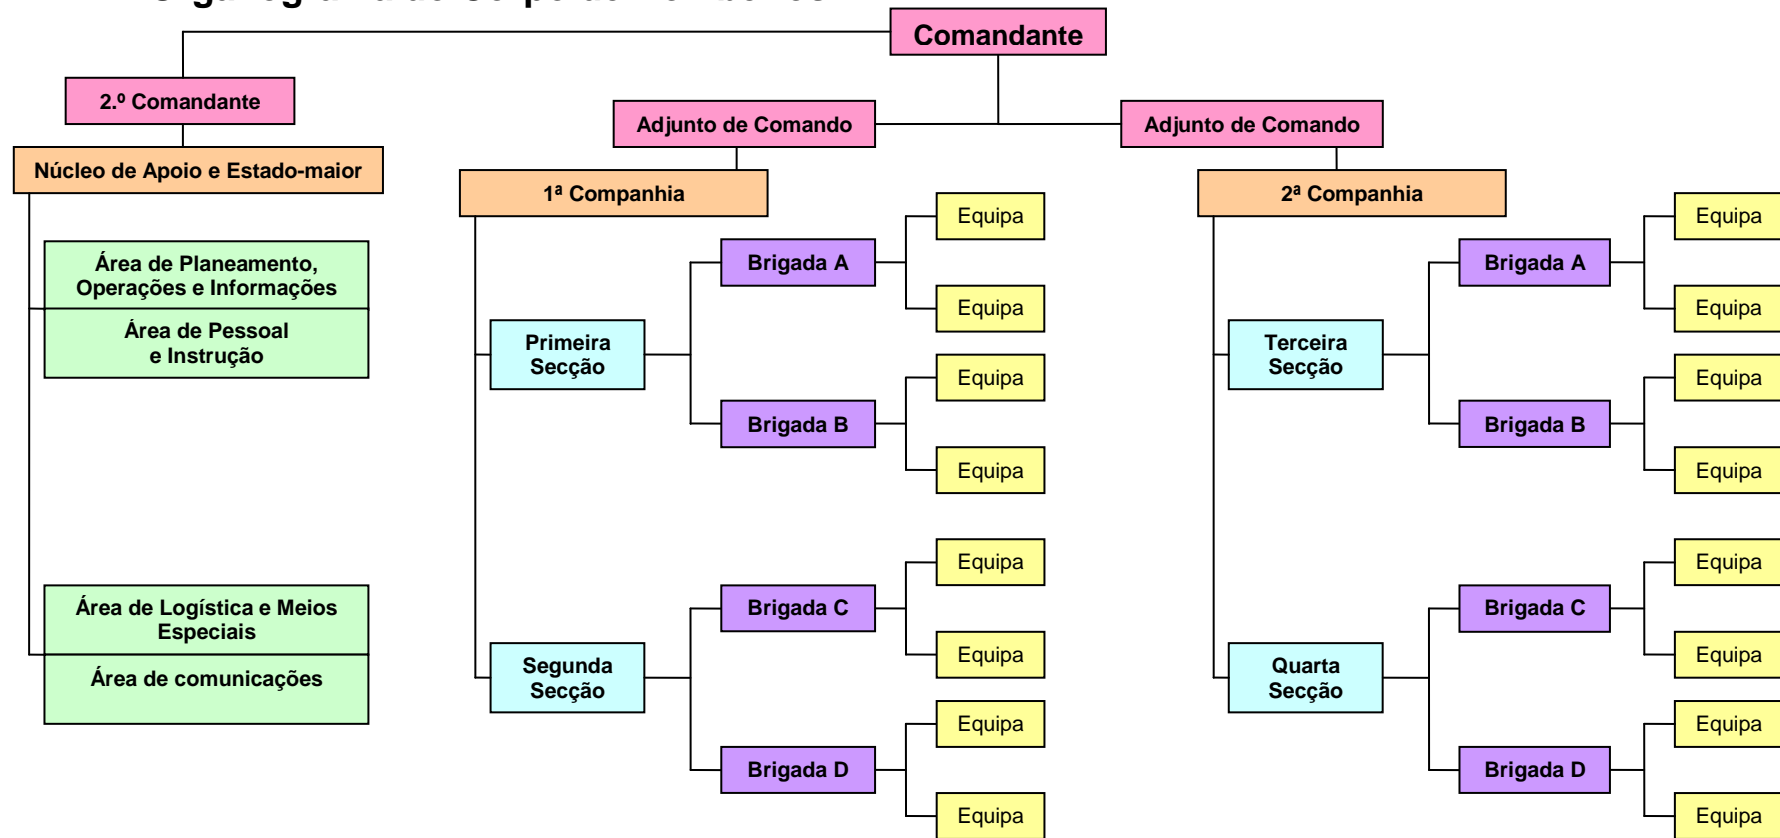 Comandante
2.º Comandante
Adjunto de Comando
Adjunto de Comando
Núcleo de Apoio e Estado-maior
1ª Companhia
2ª Companhia
Área de Planeamento,
Operações e Informações
Área de Pessoal
e Instrução
Área de Logística e Meios
Especiais
Área de comunicações
Primeira
Secção
Brigada A
Equipa
Equipa
Brigada B
Equipa
Equipa
Segunda
Secção
Brigada C
Equipa
Equipa
Brigada D
Equipa
Equipa
Terceira
Secção
Brigada A
Equipa
Equipa
Brigada B
Equipa
Equipa
Quarta
Secção
Brigada C
Equipa
Equipa
Brigada D
Equipa
Equipa